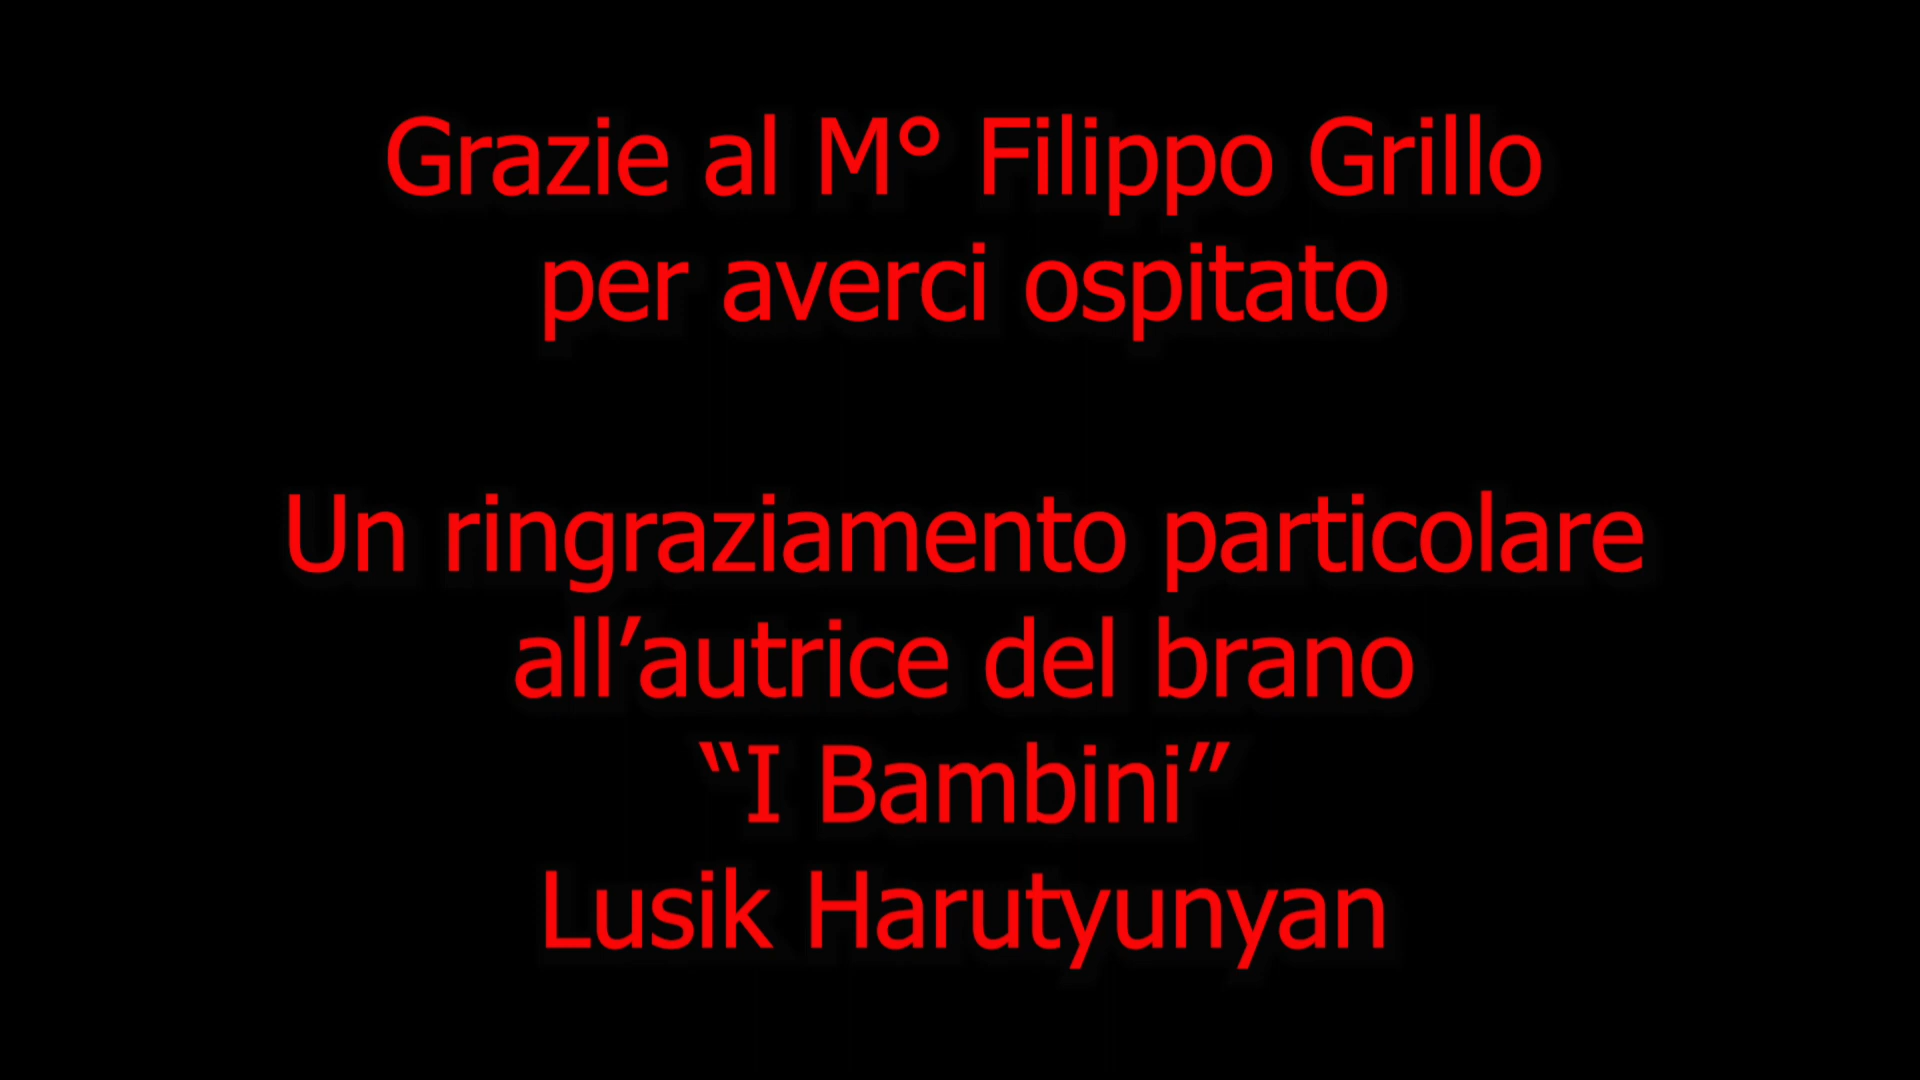 Grazie al M° Filippo Grillo
per averci ospitato
Un ringraziamento particolare
all’autrice del brano
“I Bambini”
Lusik Harutyunyan